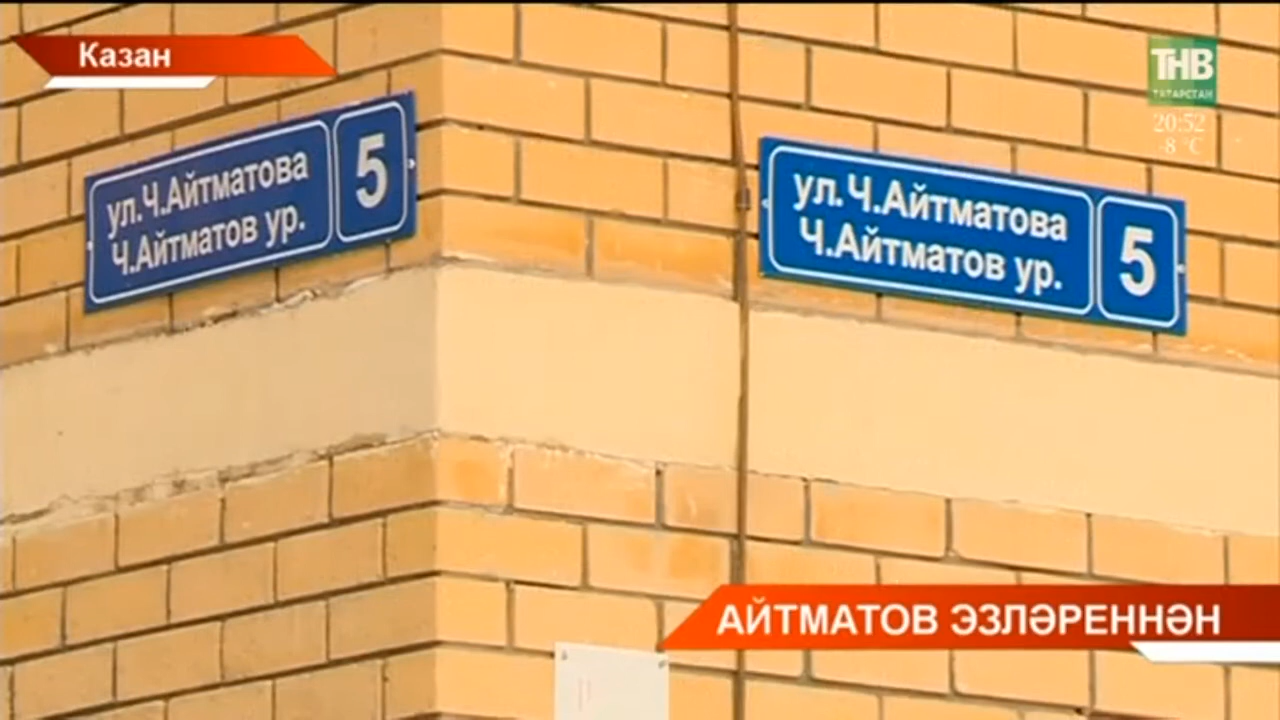 Казан
ТНВ
ТАТАРСТАН
20:52
-8 °C
ул.Ч.Айтматова
Ч.Айтматов ур.
5
ул.Ч.Айтматова
Ч.Айтматов ур.
5
АЙТМАТОВ ЭЗЛӘРЕННӘН